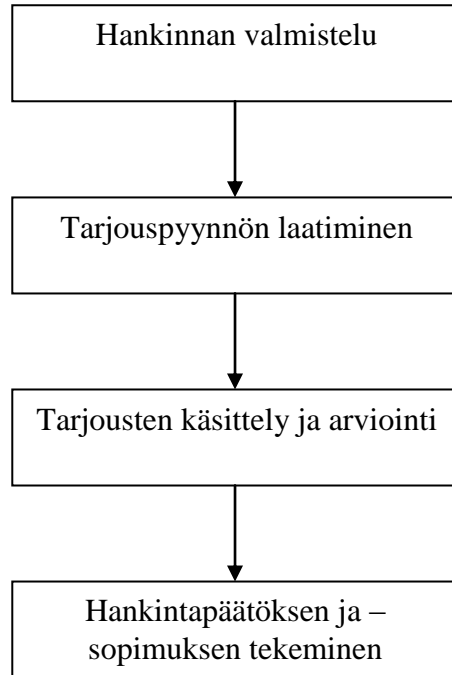 Hankinnan valmistelu
Tarjouspyynnön laatiminen
Tarjousten käsittely ja arviointi
Hankintapäätöksen ja –
sopimuksen tekeminen